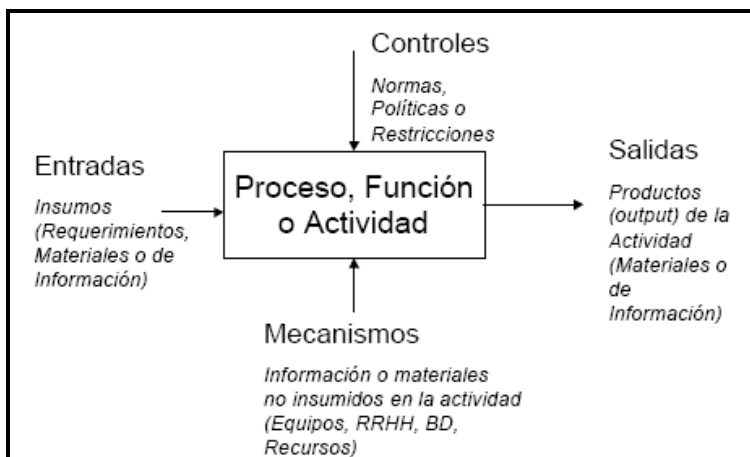 Controles
Normas,
Políticas o
Restricciones
Entradas
Insumos
(Requerimientos,
Materiales o de
Información)
Proceso, Función
o Actividad
Salidas
Productos
(output) de la
Actividad
(Materiales o
de
Información)
Mecanismos
Información o materiales
no insumidos en la actividad
(Equipos, RRHH, BD,
Recursos)